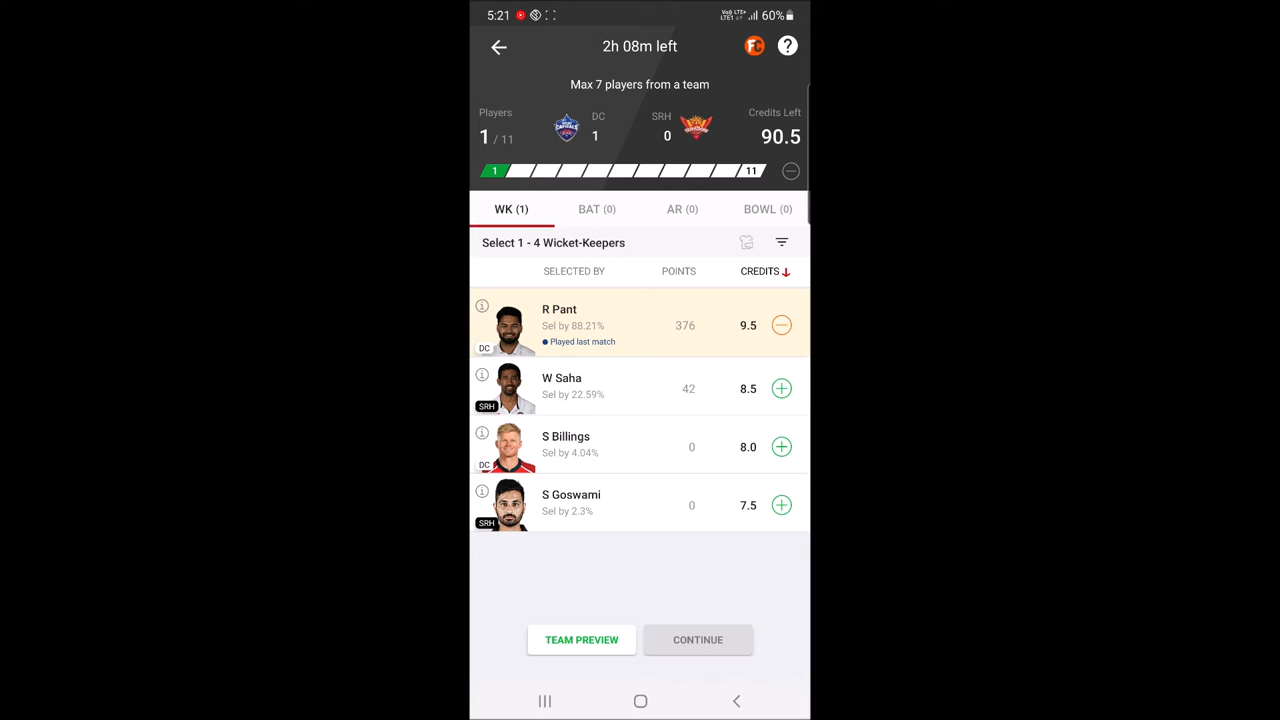 5:21
60%
2h 08m left
FC ?
Max 7 players from a team
Players DC SRH Credits Left
1 / 11 1 0 90.5
CAPITALS
1 11
WK (1) BAT (0) AR (0) BOWL (0)
Select 1 - 4 Wicket-Keepers
SELECTED BY POINTS CREDITS
R Pant
Sel by 88.21% 376 9.5
Played last match
DC
W Saha
Sel by 22.59% 42 8.5
SRH
S Billings
Sel by 4.04% 0 8.0
DC
S Goswami
Sel by 2.3% 0 7.5
SRH
TEAM PREVIEW CONTINUE